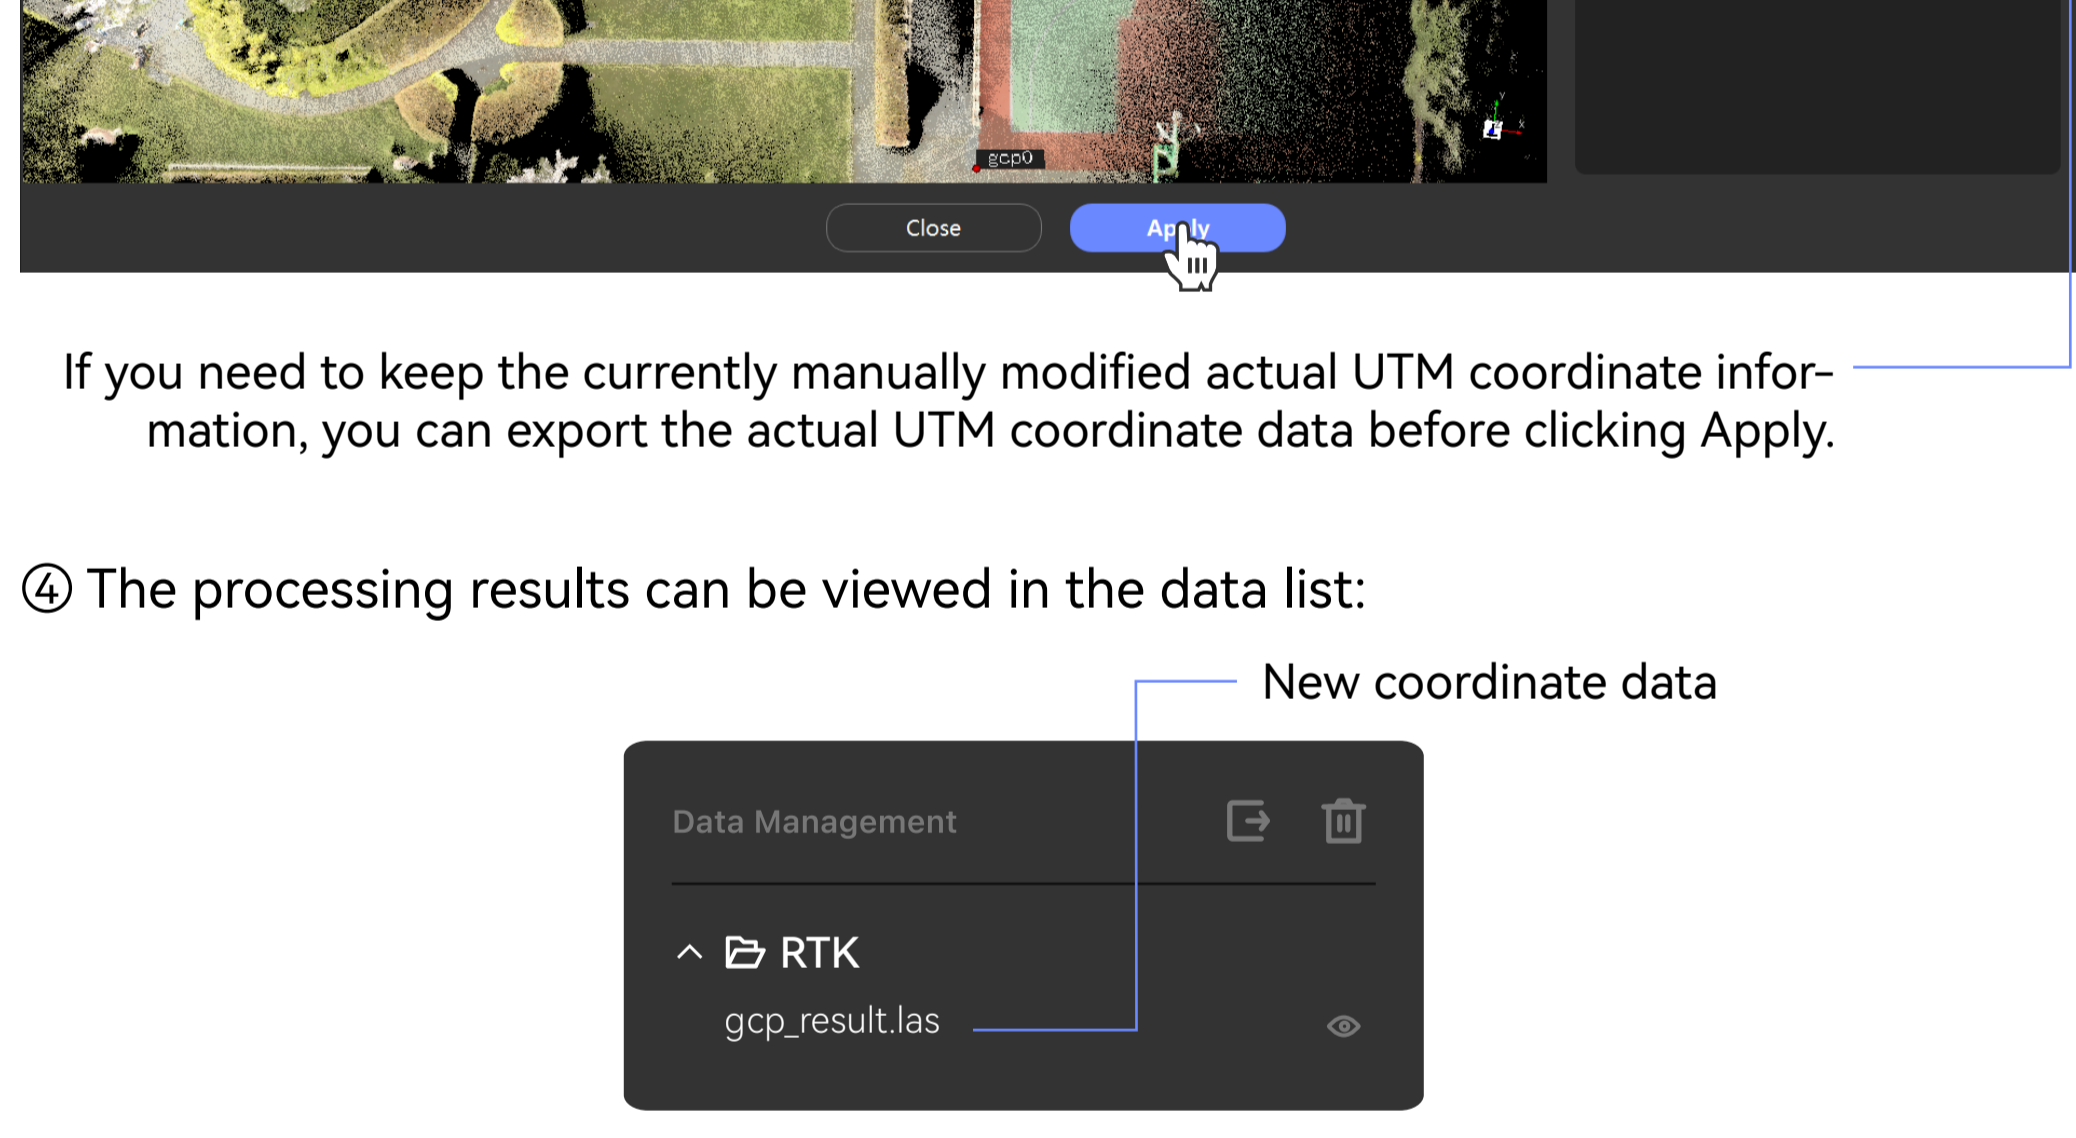 gcp0
Y
X
Close
Apply
If you need to keep the currently manually modified actual UTM coordinate infor-
mation, you can export the actual UTM coordinate data before clicking Apply.
④ The processing results can be viewed in the data list:
New coordinate data
Data Management
RTK
gcp_result.las